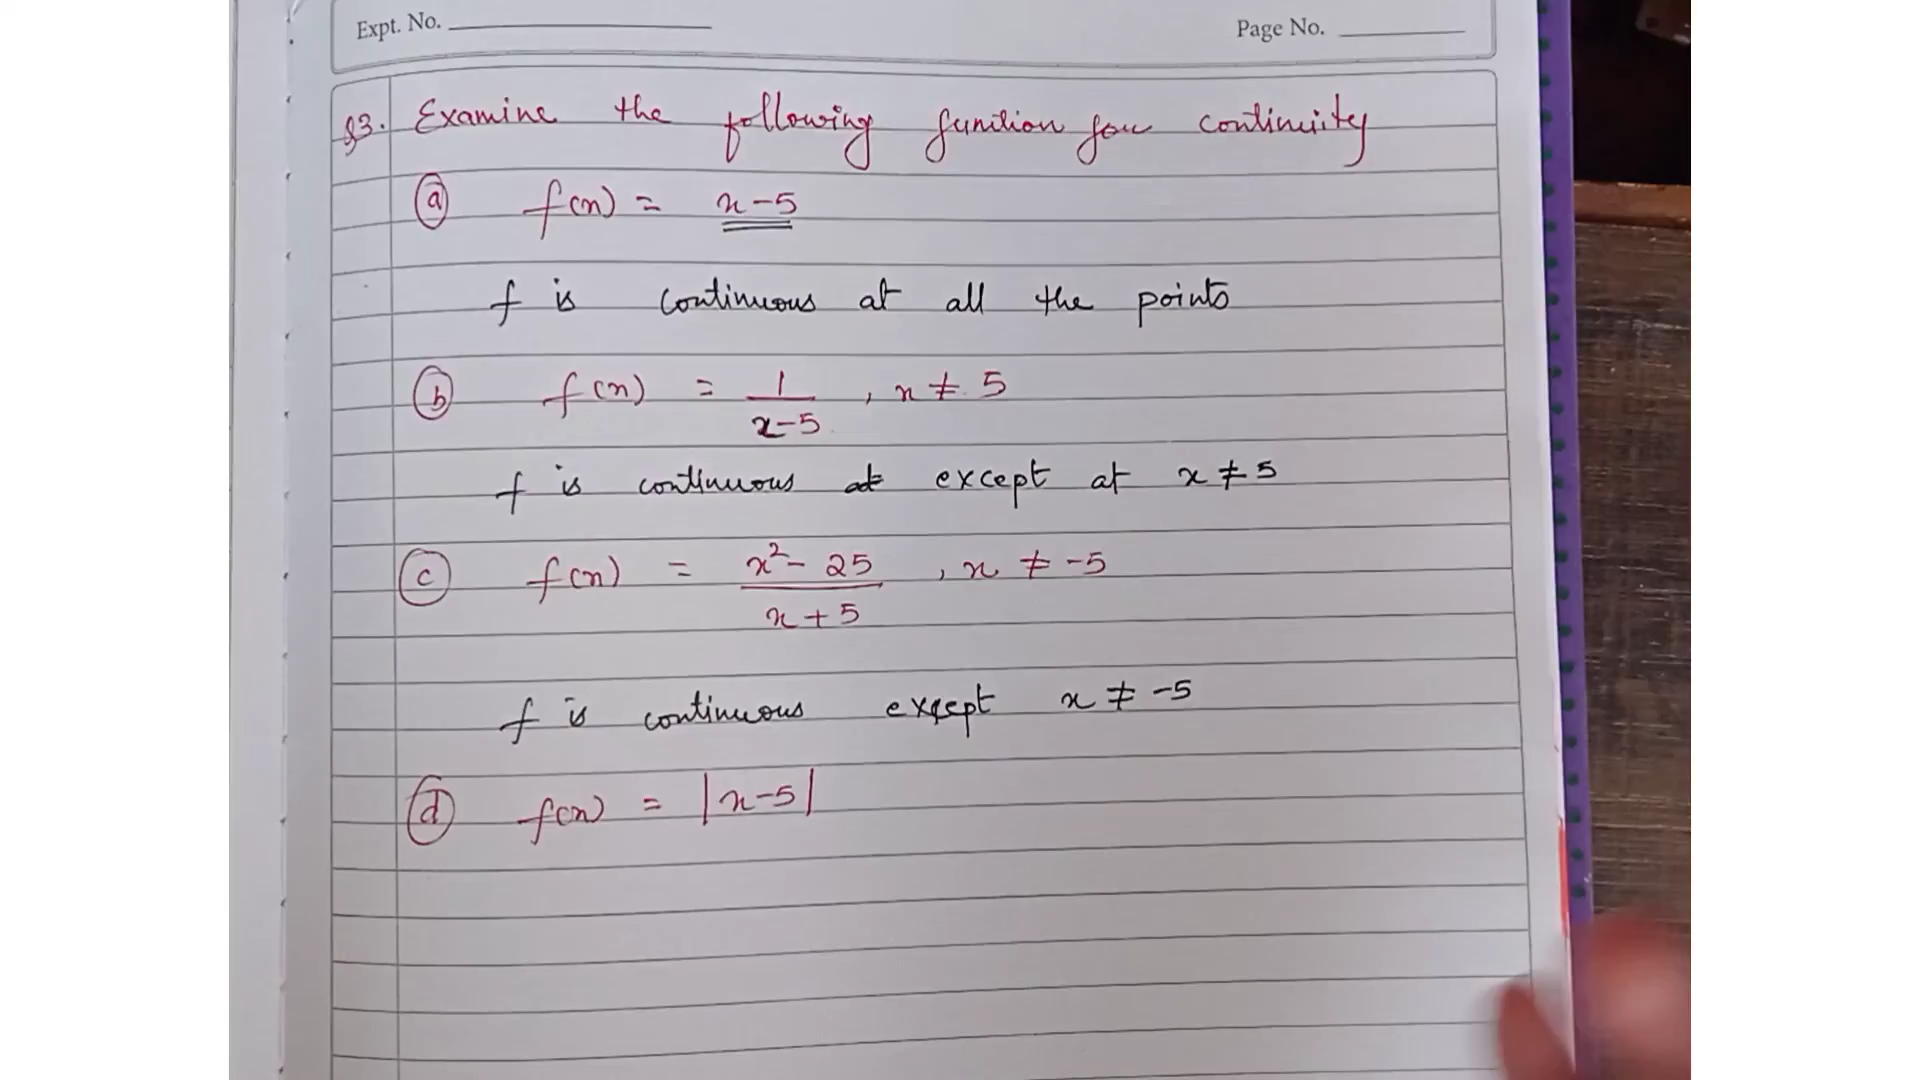 Expt. No.
Page No.
Q3. Examine the following function for continuity
(a) f(x) = x-5
f is continuous at all the points
(b) f(x) = 1/(x-5) , x ≠ 5
f is continuous at except at x ≠ 5
(c) f(x) = (x²- 25)/(x + 5) , x ≠ -5
f is continuous except x ≠ -5
(d) f(x) = |x-5|